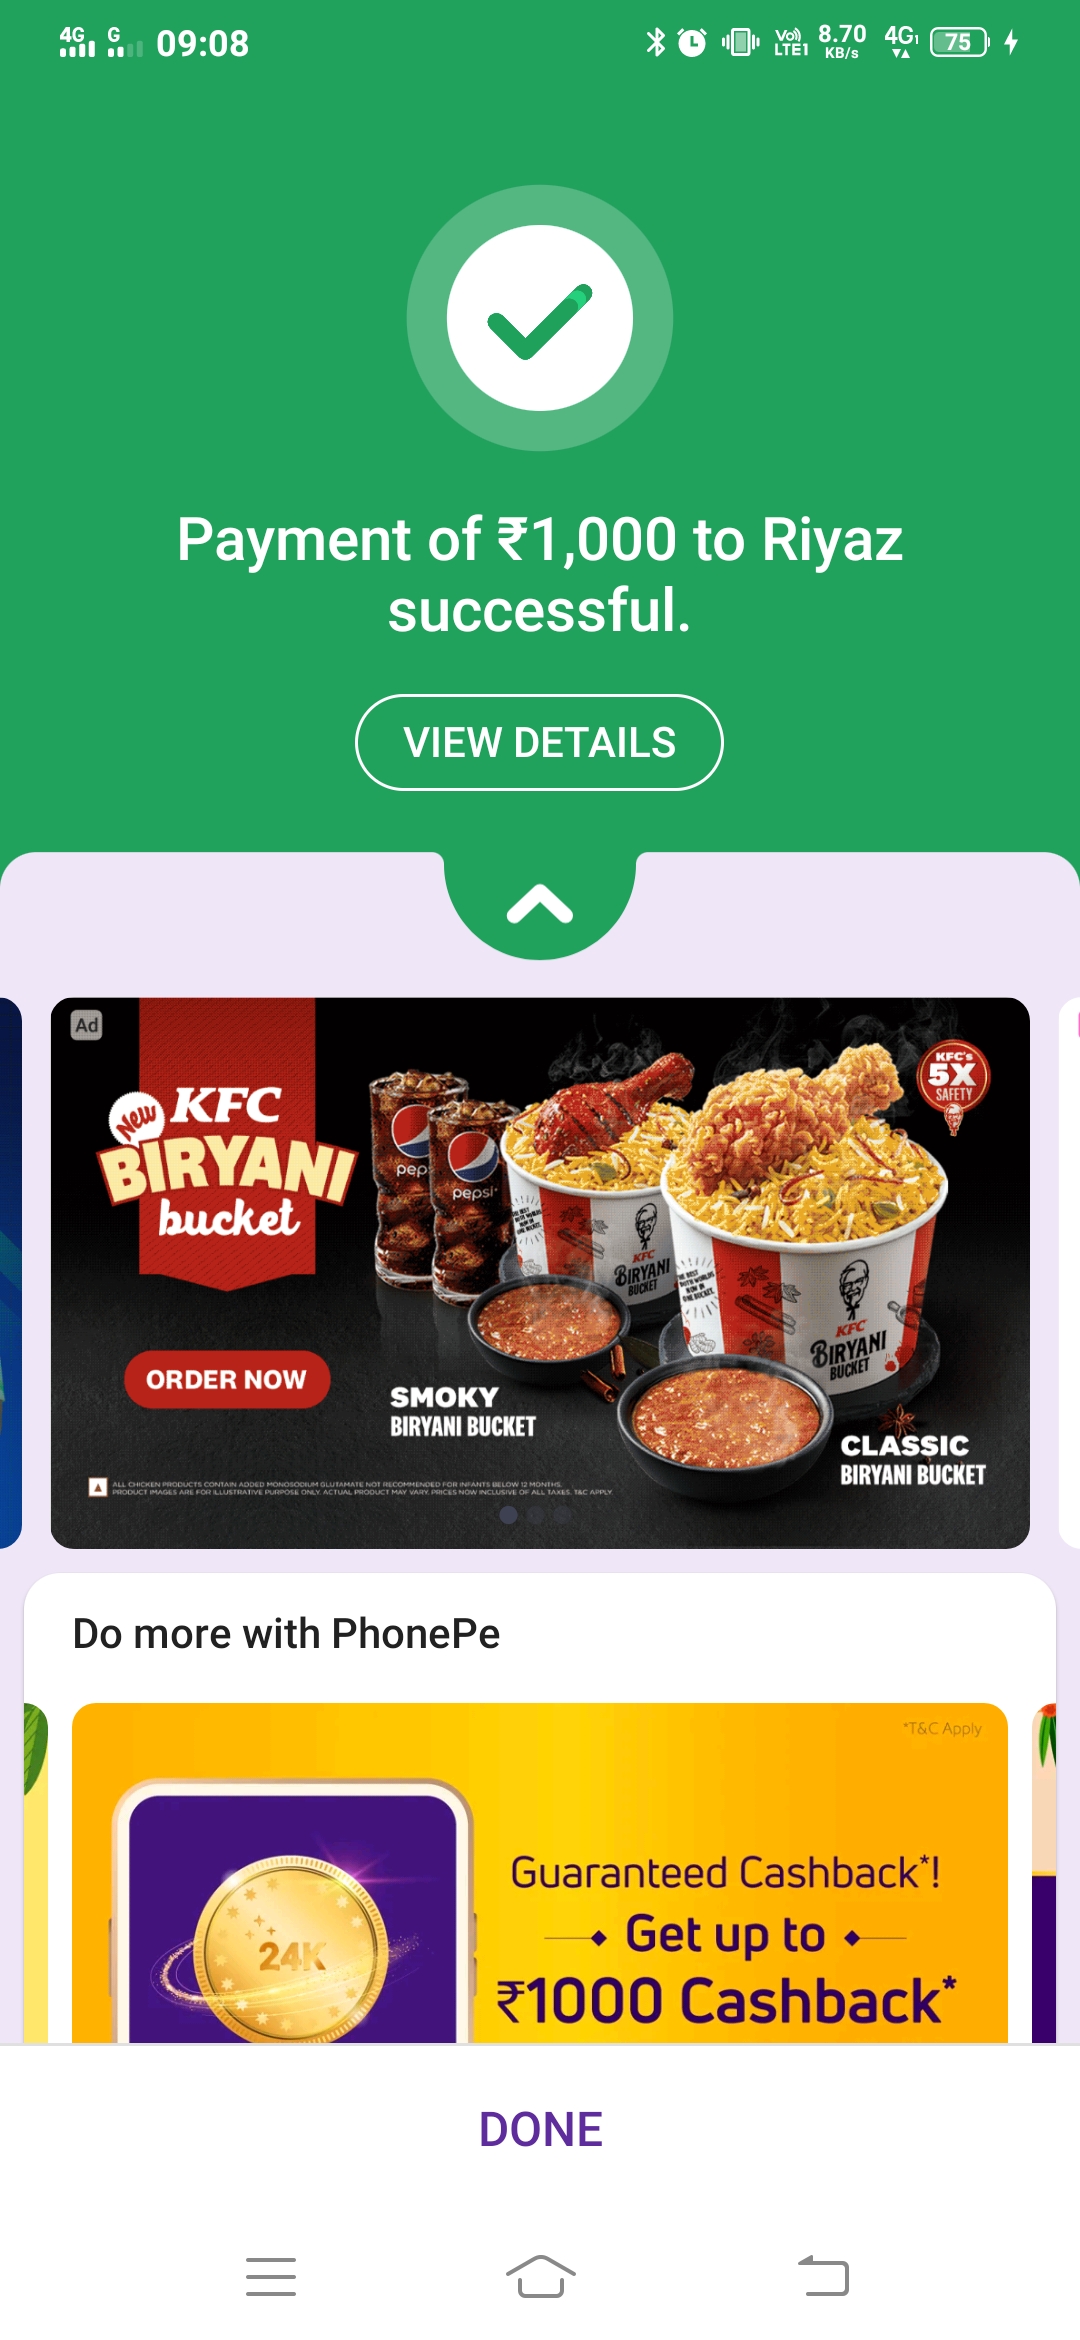 4G G 09:08 Vo)) LTE1 8.70 KB/s 4G1 75
Payment of ₹1,000 to Riyaz
successful.
VIEW DETAILS
Ad
New KFC
BIRYANI
bucket
ORDER NOW
pepsi
KFC's
5X
SAFETY
KFC
BIRYANI
BUCKET
KFC
BIRYANI
BUCKET
SMOKY
BIRYANI BUCKET
CLASSIC
BIRYANI BUCKET
ALL CHICKEN PRODUCTS CONTAIN ADDED MONOSODIUM GLUTAMATE NOT RECOMMENDED FOR INFANTS BELOW 12 MONTHS.
PRODUCT IMAGES ARE FOR ILLUSTRATIVE PURPOSE ONLY. ACTUAL PRODUCT MAY VARY. PRICES NOW INCLUSIVE OF ALL TAXES. T&C APPLY.
Do more with PhonePe
*T&C Apply
24K
Guaranteed Cashback*!
Get up to
₹1000 Cashback*
DONE